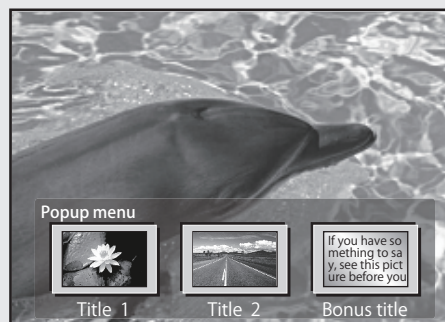 Popup menu
If you have so
mething to sa
y, see this pict
ure before you
Title 1
Title 2
Bonus title